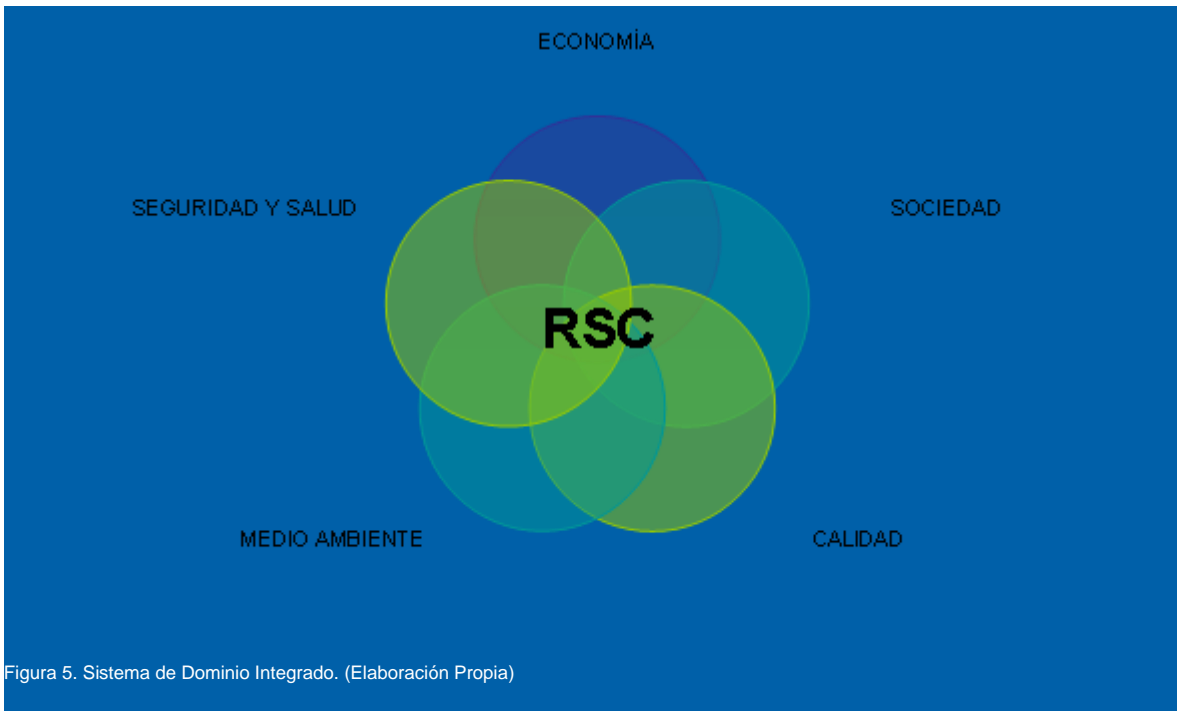 ECONOMÍA
SEGURIDAD Y SALUD
SOCIEDAD
RSC
MEDIO AMBIENTE
CALIDAD
Figura 5. Sistema de Dominio Integrado. (Elaboración Propia)